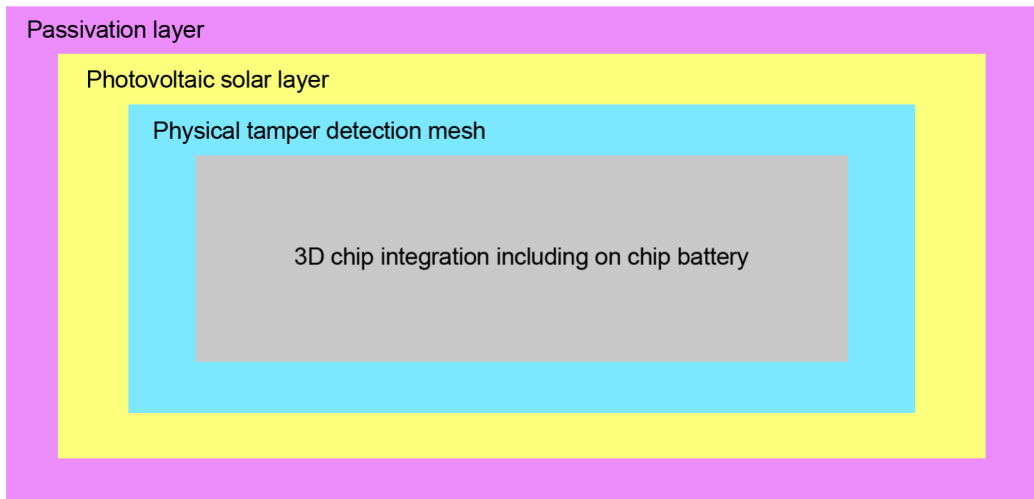 Passivation layer
Photovoltaic solar layer
Physical tamper detection mesh
3D chip integration including on chip battery